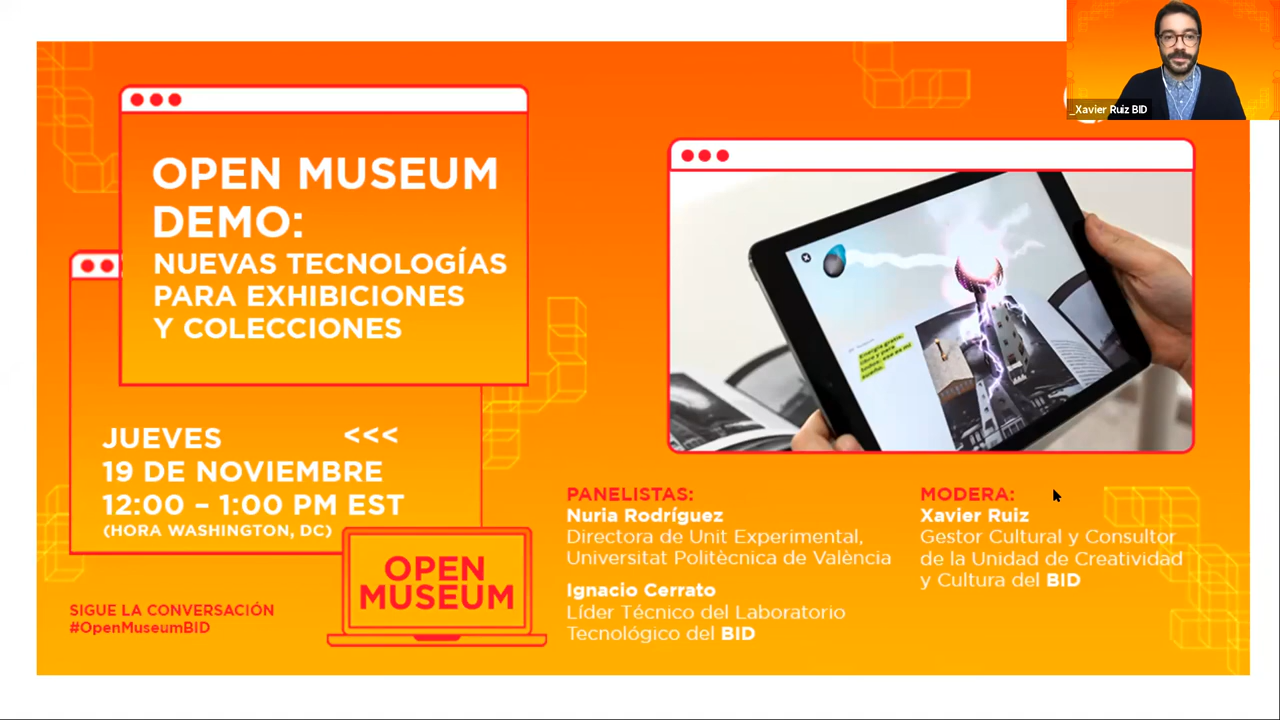 _Xavier Ruiz BID
OPEN MUSEUM
DEMO:
NUEVAS TECNOLOGÍAS
PARA EXHIBICIONES
Y COLECCIONES
JUEVES <<<
19 DE NOVIEMBRE
12:00 – 1:00 PM EST
(HORA WASHINGTON, DC)
OPEN
MUSEUM
SIGUE LA CONVERSACIÓN
#OpenMuseumBID
PANELISTAS:
Nuria Rodríguez
Directora de Unit Experimental,
Universitat Politècnica de València
Ignacio Cerrato
Líder Técnico del Laboratorio
Tecnológico del BID
MODERA:
Xavier Ruiz
Gestor Cultural y Consultor
de la Unidad de Creatividad
y Cultura del BID